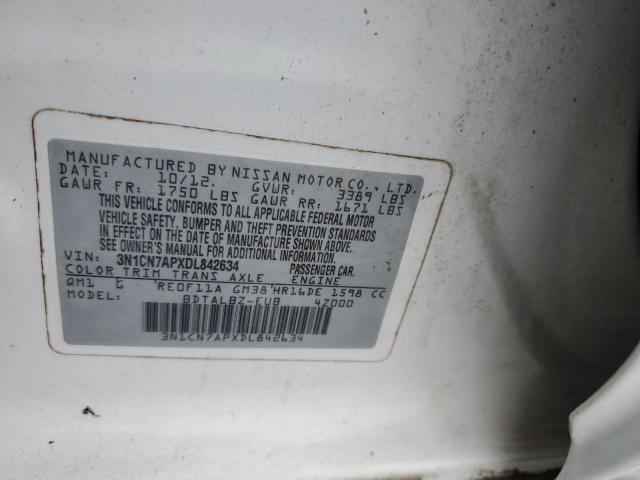 MANUFACTURED BY NISSAN MOTOR CO., LTD.
DATE: 10/12. GVWR: 3389 LBS
GAWR FR: 1750 LBS GAWR RR: 1671 LBS
THIS VEHICLE CONFORMS TO ALL APPLICABLE FEDERAL MOTOR
VEHICLE SAFETY, BUMPER AND THEFT PREVENTION STANDARDS
IN EFFECT ON THE DATE OF MANUFACTURE SHOWN ABOVE.
SEE OWNER'S MANUAL FOR ADDITIONAL INFORMATION.
VIN: 3N1CN7APXDL842634 PASSENGER CAR.
COLOR TRIM TRANS AXLE ENGINE
QM1 G RE0F11A GM38 HR16DE 1598 CC
MODEL: BDTALBZ-EUB 42000
3N1CN7APXDL842634